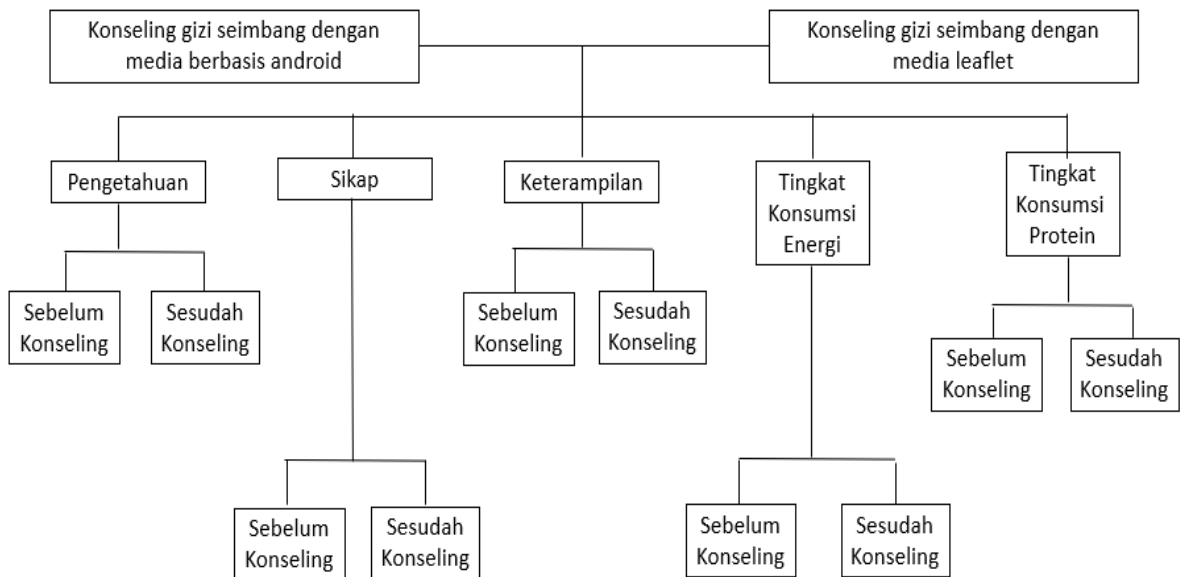 Konseling gizi seimbang dengan
media berbasis android
Konseling gizi seimbang dengan
media leaflet
Pengetahuan
Sikap
Keterampilan
Tingkat
Konsumsi
Energi
Tingkat
Konsumsi
Protein
Sebelum
Konseling
Sesudah
Konseling
Sebelum
Konseling
Sesudah
Konseling
Sebelum
Konseling
Sesudah
Konseling
Sebelum
Konseling
Sesudah
Konseling
Sebelum
Konseling
Sesudah
Konseling